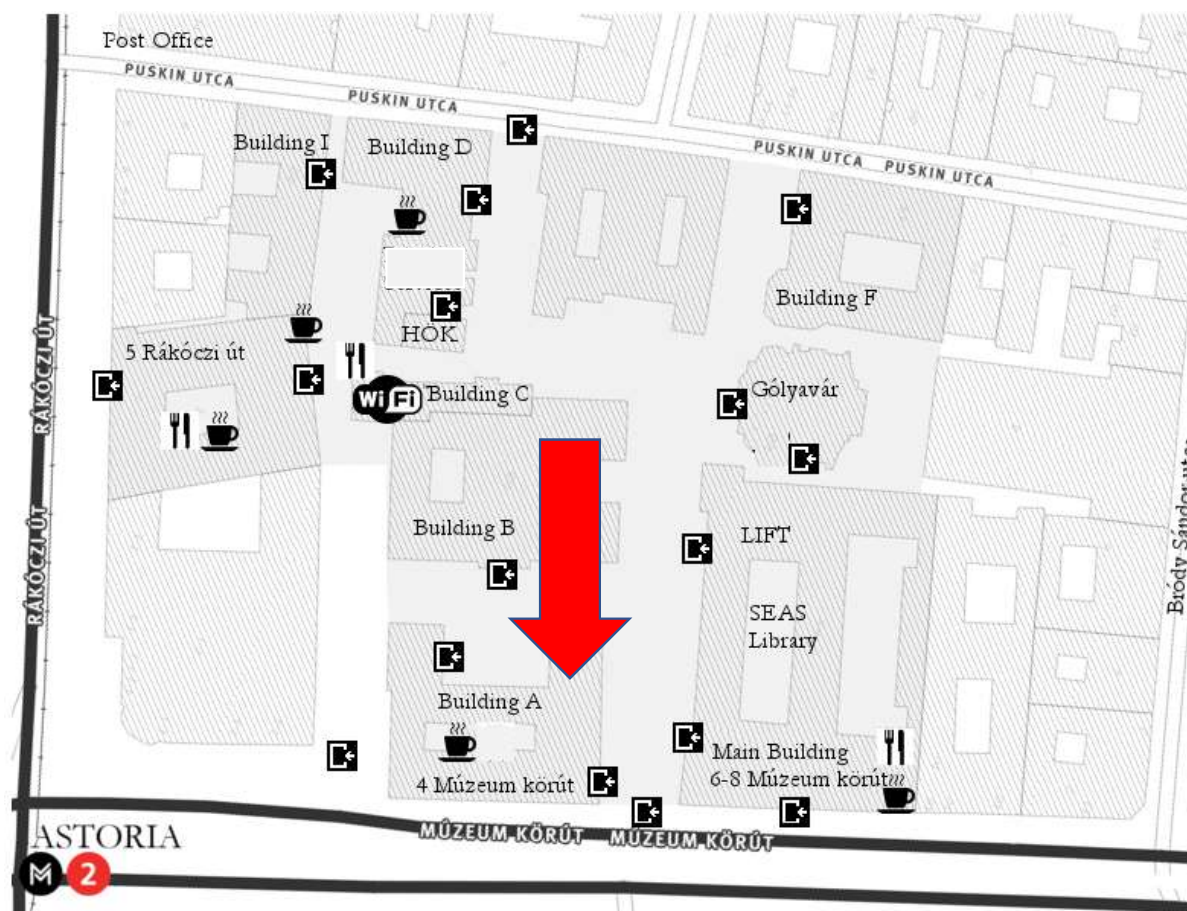 Post Office
PUSKIN UTCA
PUSKIN UTCA
PUSKIN UTCA
PUSKIN UTCA
Building I
Building D
Building F
HÖK
RÁKÓCZI ÚT
5 Rákóczi út
Building C
Wi Fi
Gólyavár
RÁKÓCZI ÚT
Building B
LIFT
SEAS
Library
Bródy Sándor utca
Building A
4 Múzeum körút
Main Building
6-8 Múzeum körút
MÚZEUM KÖRÚT
MÚZEUM KÖRÚT
ASTORIA
M 2